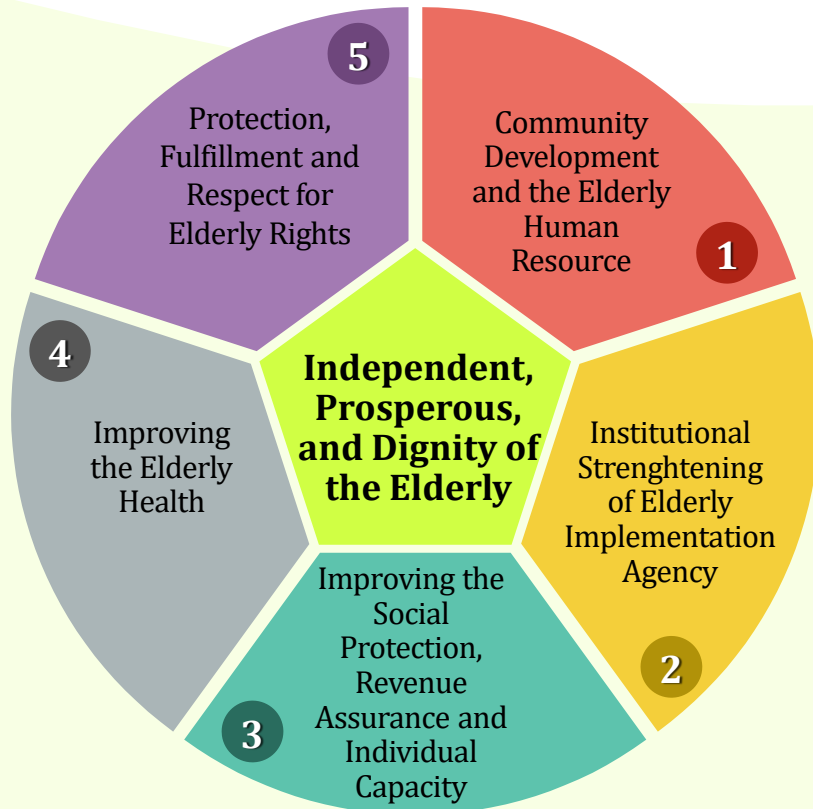 5
Protection,
Fulfillment and
Respect for
Elderly Rights
Community
Development
and the Elderly
Human
Resource
1
4
Improving
the Elderly
Health
Independent,
Prosperous,
and Dignity of
the Elderly
Institutional
Strenghtening
of Elderly
Implementation
Agency
2
Improving the
Social
Protection,
Revenue
Assurance and
Individual
Capacity
3